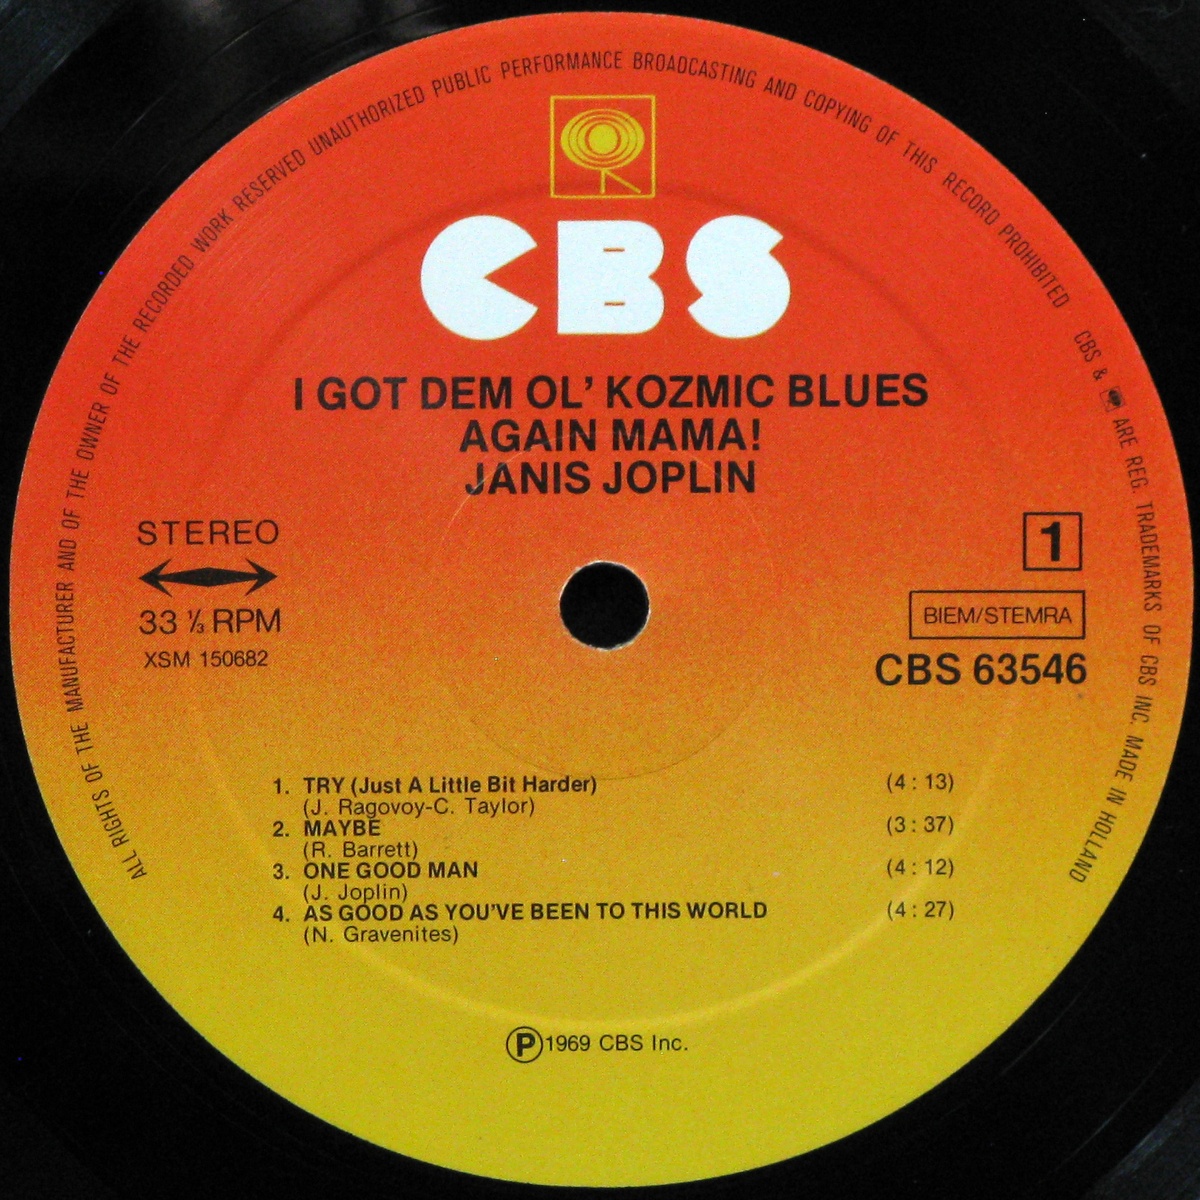 ALL RIGHTS OF THE MANUFACTURER AND OF THE OWNER OF THE RECORDED WORK RESERVED UNAUTHORIZED PUBLIC PERFORMANCE BROADCASTING AND COPYING OF THIS RECORD PROHIBITED CBS & ARE REG. TRADEMARKS OF CBS INC. MADE IN HOLLAND
CBS
I GOT DEM OL’ KOZMIC BLUES
AGAIN MAMA!
JANIS JOPLIN
STEREO
33 ⅓ RPM
XSM 150682
1
BIEM/STEMRA
CBS 63546
1. TRY (Just A Little Bit Harder) (4 : 13)
(J. Ragovoy-C. Taylor)
2. MAYBE (3 : 37)
(R. Barrett)
3. ONE GOOD MAN (4 : 12)
(J. Joplin)
4. AS GOOD AS YOU’VE BEEN TO THIS WORLD (4 : 27)
(N. Gravenites)
℗ 1969 CBS Inc.